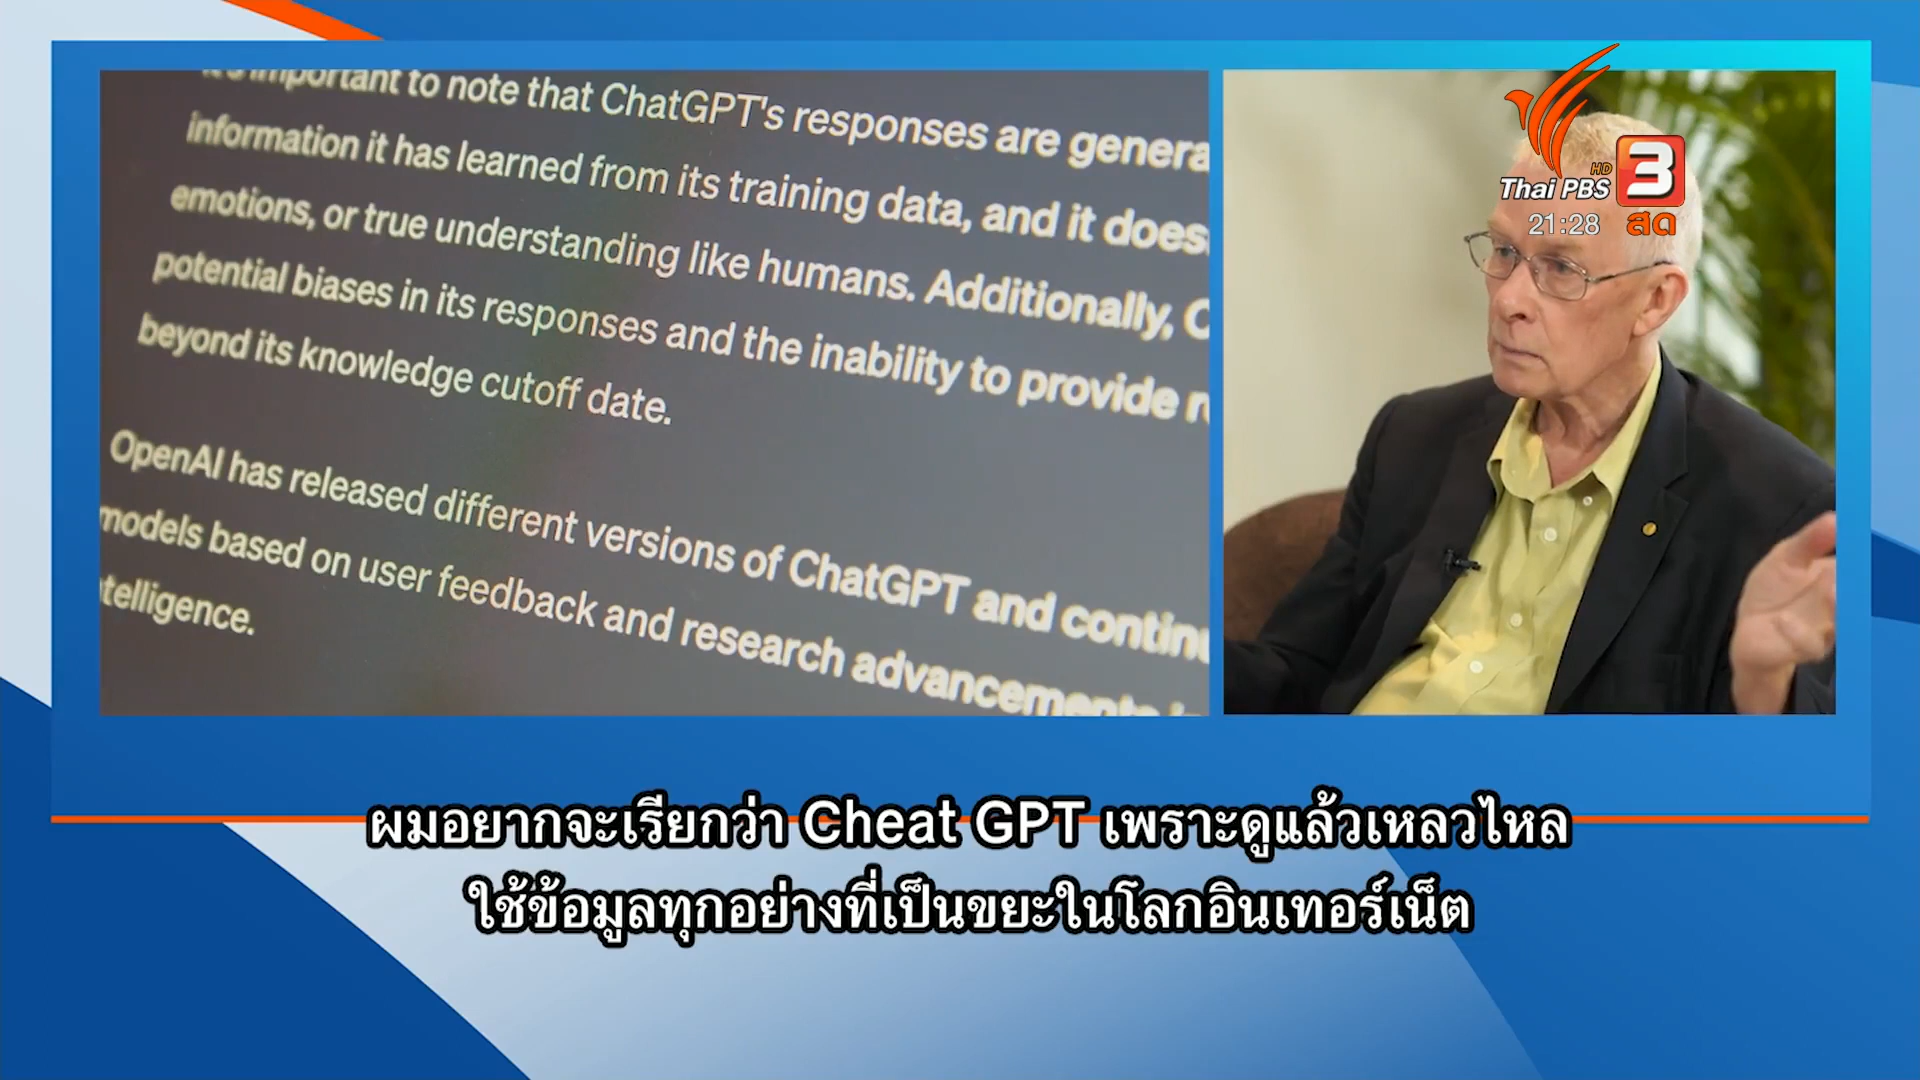 It's important to note that ChatGPT's responses are genera
information it has learned from its training data, and it does
emotions, or true understanding like humans. Additionally, C
potential biases in its responses and the inability to provide r
beyond its knowledge cutoff date.
OpenAI has released different versions of ChatGPT and contin
models based on user feedback and research advancements i
ntelligence.
HD
Thai PBS 3
21:28 สด
ผมอยากจะเรียกว่า Cheat GPT เพราะดูแล้วเหลวไหล
ใช้ข้อมูลทุกอย่างที่เป็นขยะในโลกอินเทอร์เน็ต